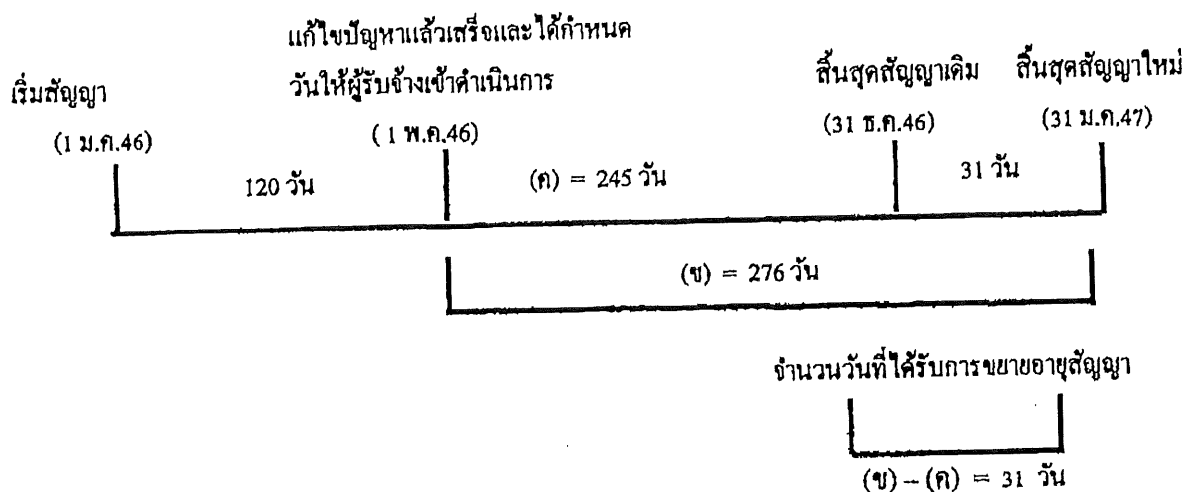 แก้ไขปัญหาแล้วเสร็จและได้กำหนด
วันให้ผู้รับจ้างเข้าดำเนินการ
เริ่มสัญญา
สิ้นสุดสัญญาเดิม
สิ้นสุดสัญญาใหม่
(1 ม.ค.46)
( 1 พ.ค.46)
(31 ธ.ค.46)
(31 ม.ค.47)
120 วัน
(ค) = 245 วัน
31 วัน
(ข) = 276 วัน
จำนวนวันที่ได้รับการขยายอายุสัญญา
(ข) – (ค) = 31 วัน